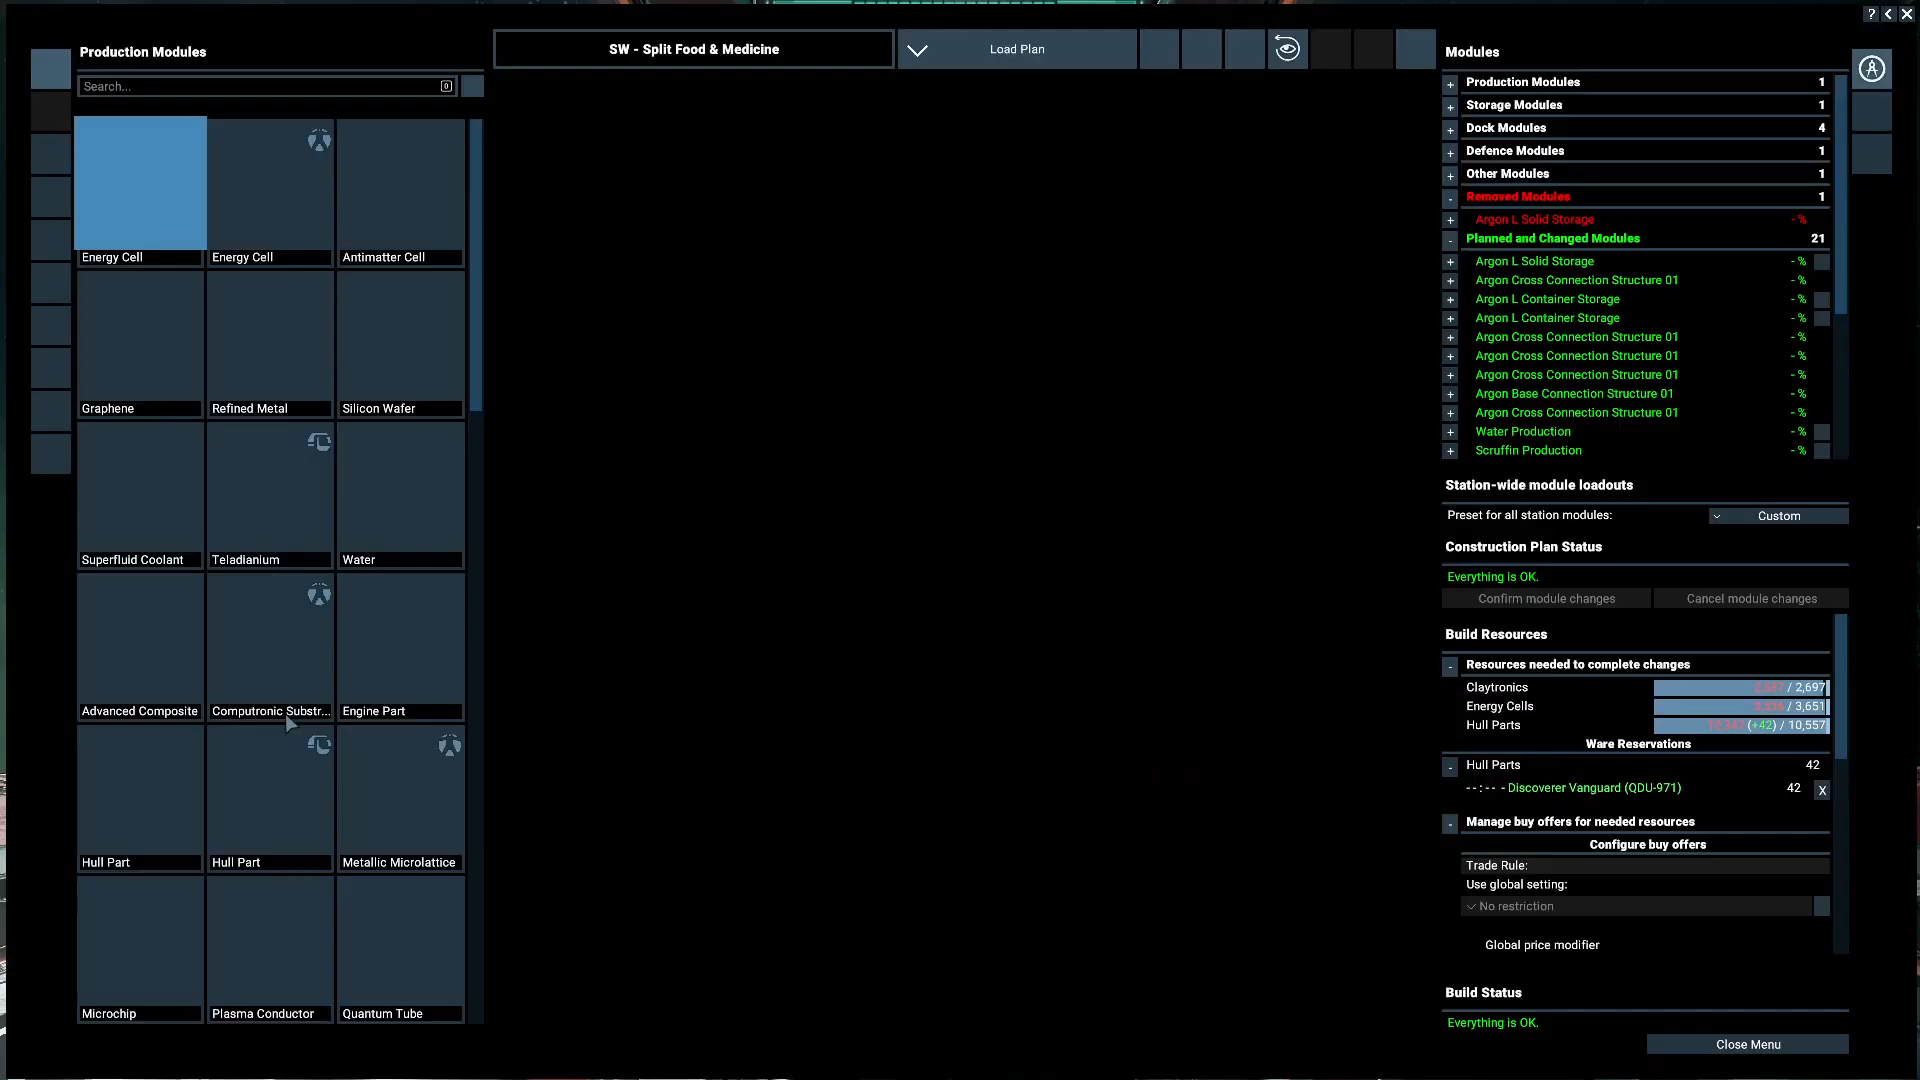 ?
Production Modules
Search...
0
Energy Cell
Energy Cell
Antimatter Cell
Graphene
Refined Metal
Silicon Wafer
Superfluid Coolant
Teladianium
Water
Advanced Composite
Computronic Substr...
Engine Part
Hull Part
Hull Part
Metallic Microlattice
Microchip
Plasma Conductor
Quantum Tube
SW - Split Food & Medicine
Load Plan
Modules
+ Production Modules 1
+ Storage Modules 1
+ Dock Modules 4
+ Defence Modules 1
+ Other Modules 1
- Removed Modules 1
+ Argon L Solid Storage - %
- Planned and Changed Modules 21
+ Argon L Solid Storage - %
+ Argon Cross Connection Structure 01 - %
+ Argon L Container Storage - %
+ Argon L Container Storage - %
+ Argon Cross Connection Structure 01 - %
+ Argon Cross Connection Structure 01 - %
+ Argon Cross Connection Structure 01 - %
+ Argon Base Connection Structure 01 - %
+ Argon Cross Connection Structure 01 - %
+ Water Production - %
+ Scruffin Production - %
Station-wide module loadouts
Preset for all station modules: Custom
Construction Plan Status
Everything is OK.
Confirm module changes Cancel module changes
Build Resources
- Resources needed to complete changes
Claytronics / 2,697
Energy Cells / 3,651
Hull Parts (+42) / 10,557
Ware Reservations
- Hull Parts 42
--:-- - Discoverer Vanguard (QDU-971) 42 X
- Manage buy offers for needed resources
Configure buy offers
Trade Rule:
Use global setting:
No restriction
Global price modifier
Build Status
Everything is OK.
Close Menu